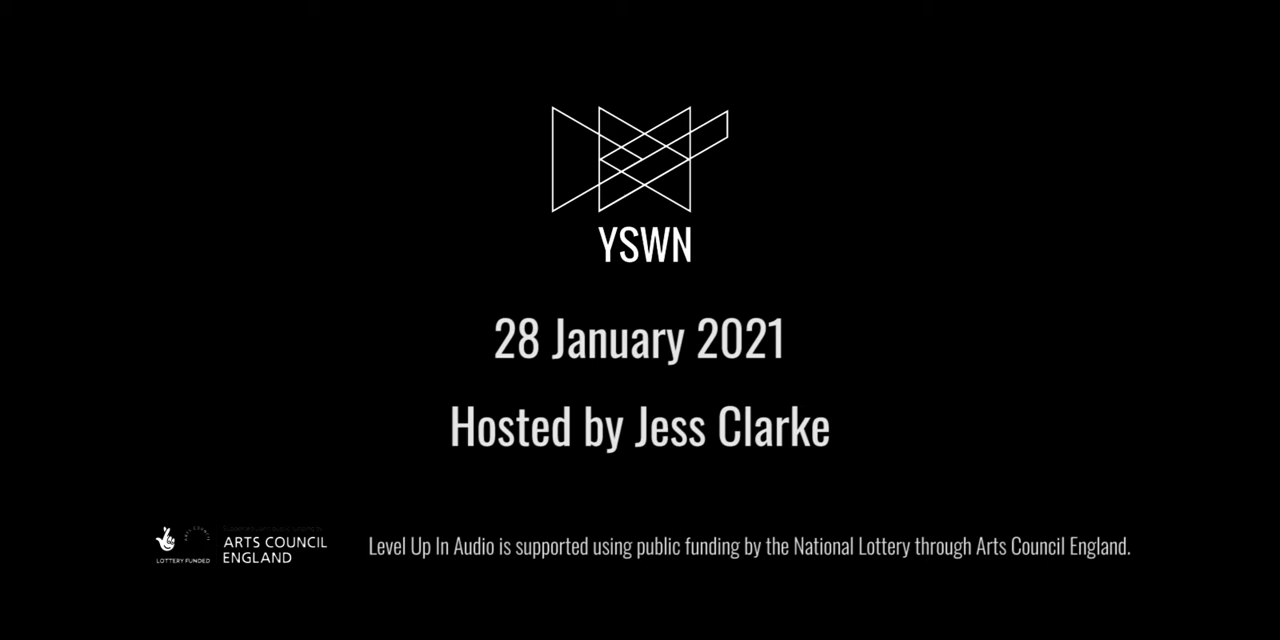 YSWN
28 January 2021
Hosted by Jess Clarke
LOTTERY FUNDED
ARTS COUNCIL
ENGLAND
Level Up In Audio is supported using public funding by the National Lottery through Arts Council England.